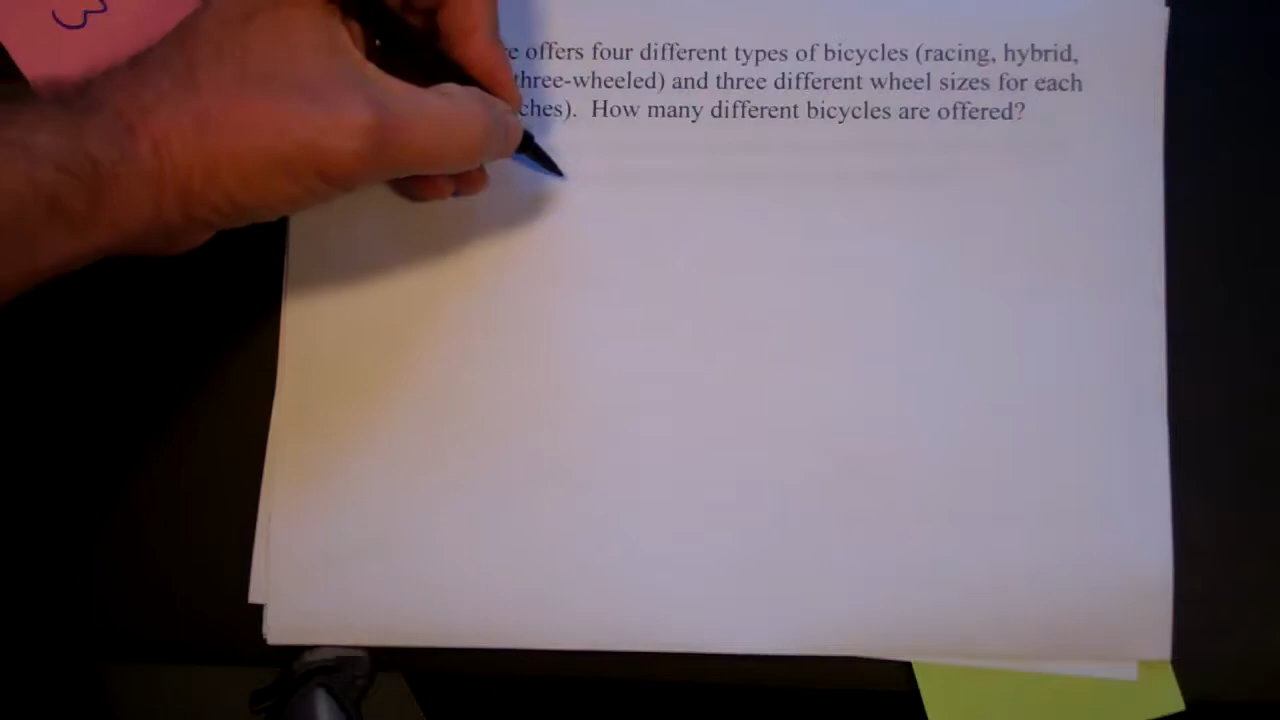 offers four different types of bicycles (racing, hybrid,
three-wheeled) and three different wheel sizes for each
ches). How many different bicycles are offered?